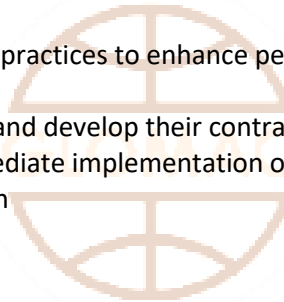 practices to enhance pe
and develop their contra
ediate implementation o